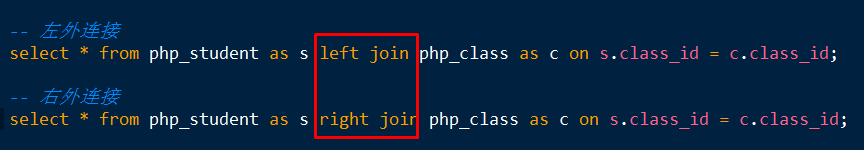 -- 左外连接
select * from php_student as s left join php_class as c on s.class_id = c.class_id;
-- 右外连接
select * from php_student as s right join php_class as c on s.class_id = c.class_id;